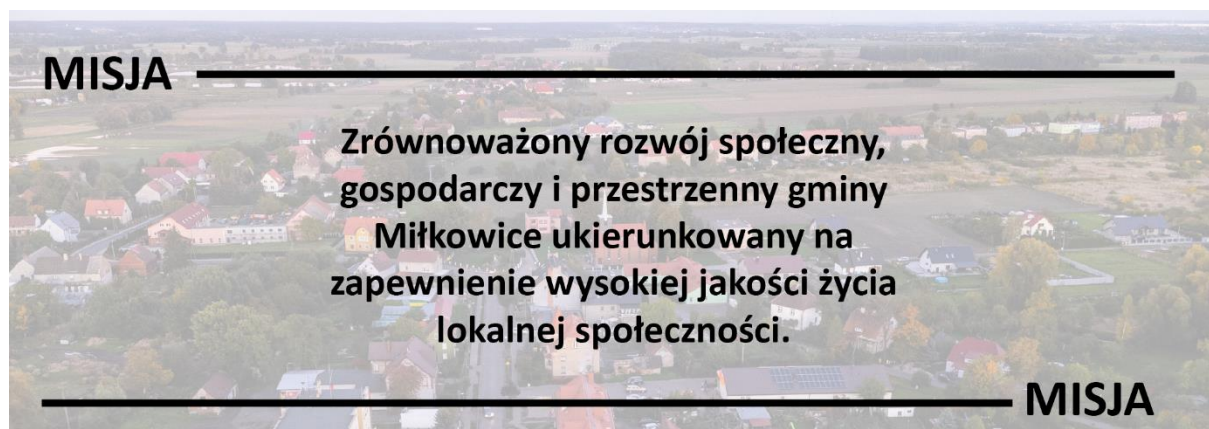 MISJA
Zrównoważony rozwój społeczny,
gospodarczy i przestrzenny gminy
Miłkowice ukierunkowany na
zapewnienie wysokiej jakości życia
lokalnej społeczności.
MISJA